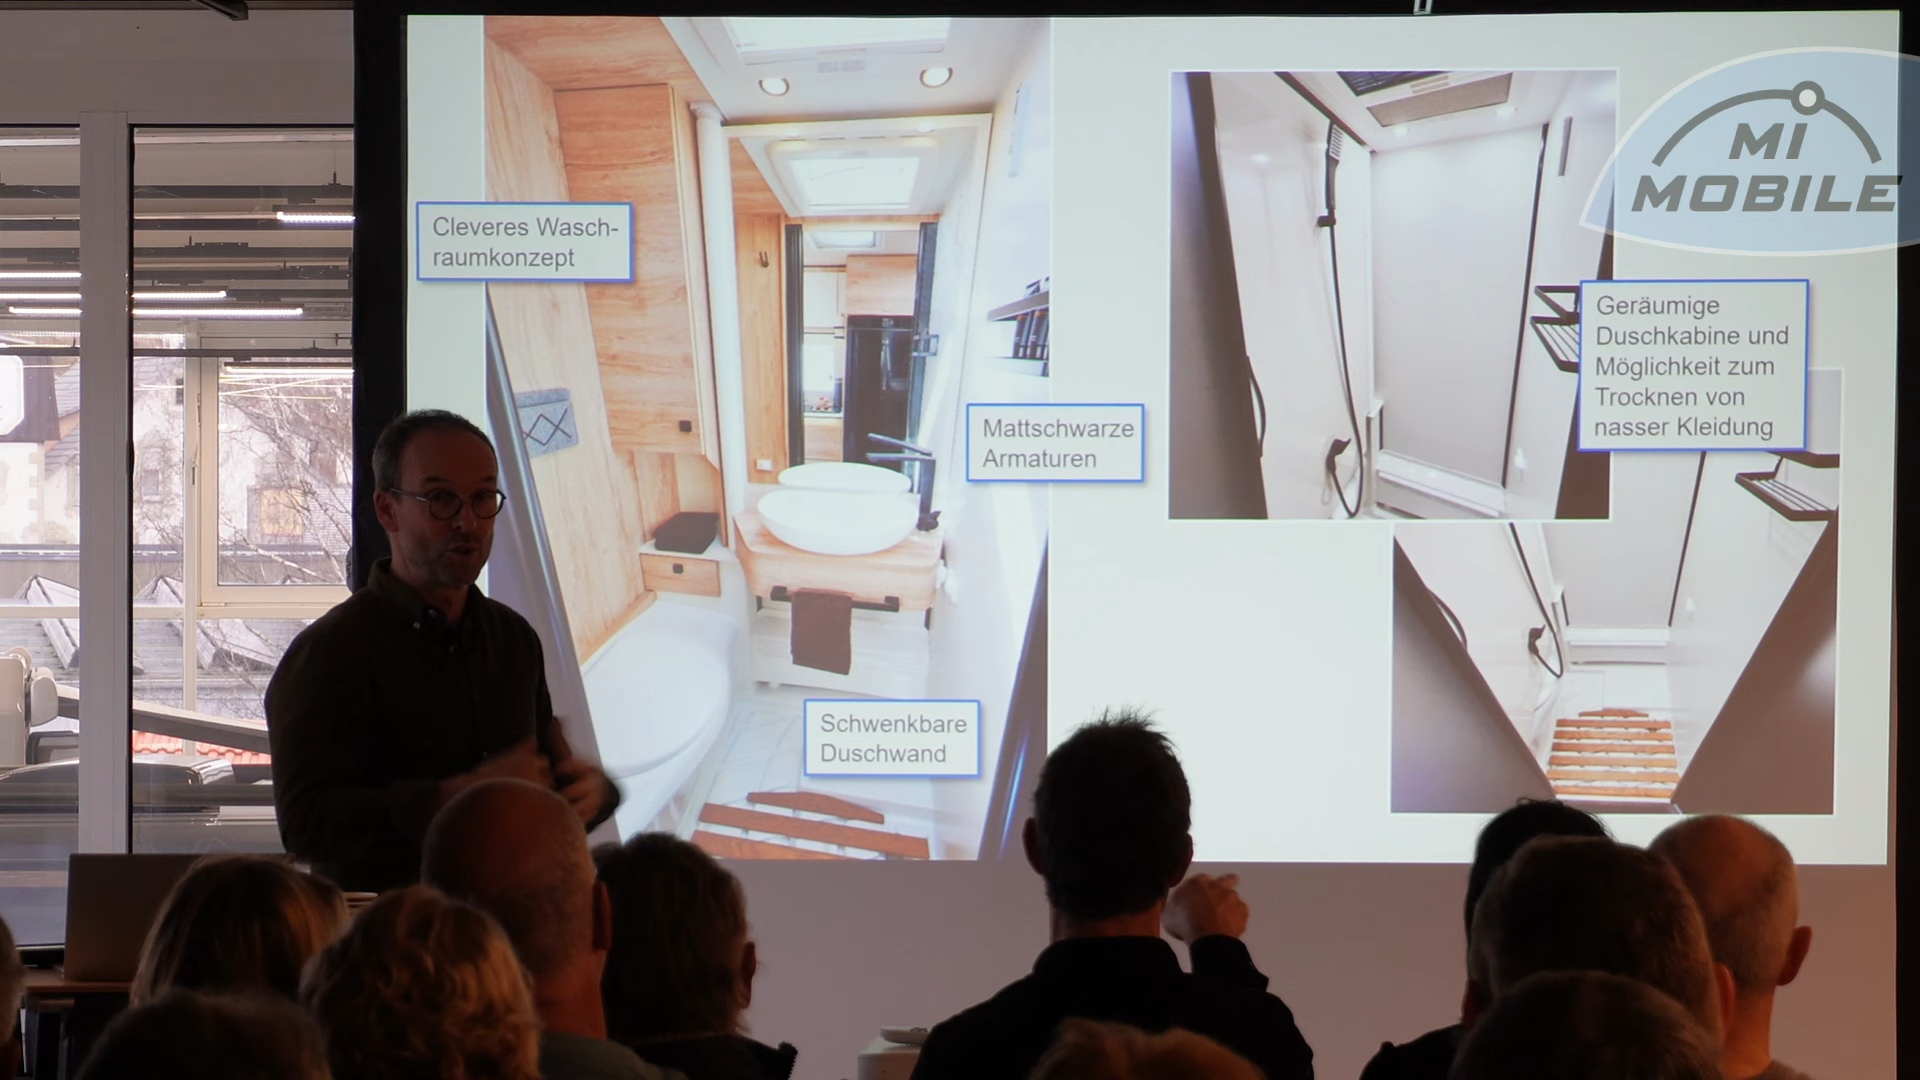 MI
MOBILE
Cleveres Wasch-
raumkonzept
Mattschwarze
Armaturen
Schwenkbare
Duschwand
Geräumige
Duschkabine und
Möglichkeit zum
Trocknen von
nasser Kleidung